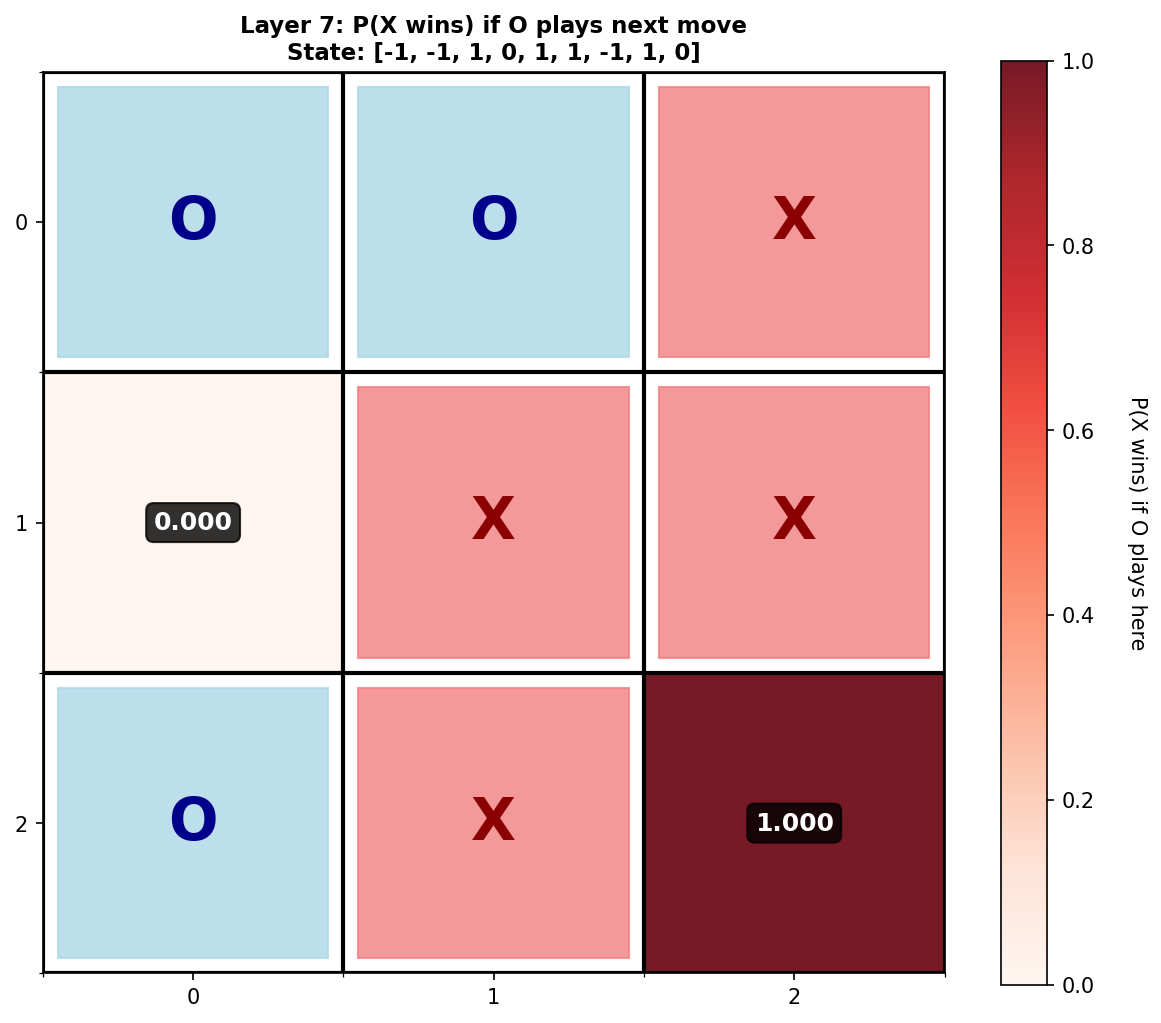 Layer 7: P(X wins) if O plays next move
State: [-1, -1, 1, 0, 1, 1, -1, 1, 0]
0
O
O
X
1
0.000
X
X
2
O
X
1.000
0
1
2
1.0
0.8
0.6
0.4
0.2
0.0
P(X wins) if O plays here